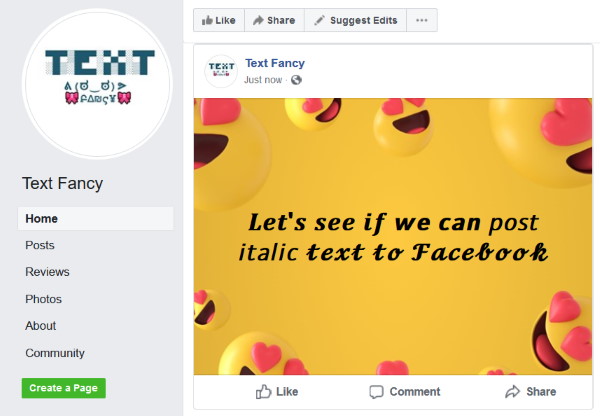 TEXT
Text Fancy
Home
Posts
Reviews
Photos
About
Community
Create a Page
Like Share Suggest Edits ...
TEXT
Text Fancy
Just now ·
Let's see if we can post
italic text to Facebook
Like Comment Share